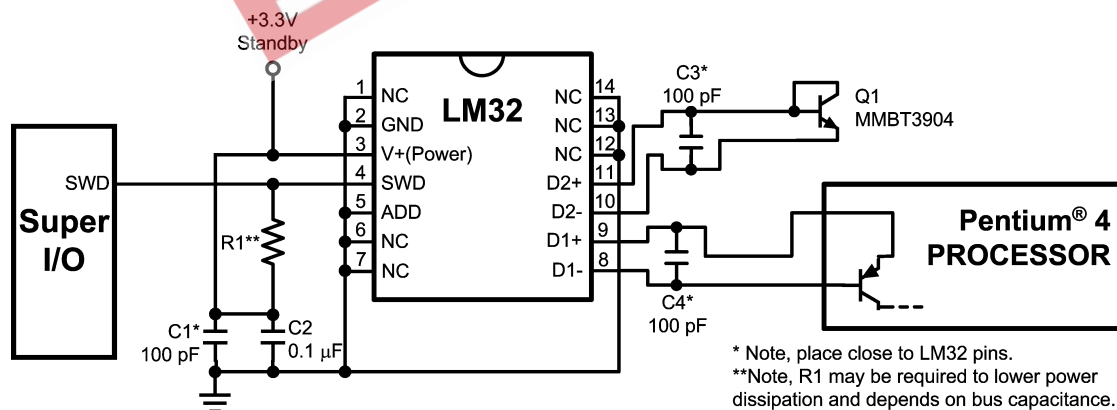 +3.3V
Standby
Super
I/O
SWD
R1**
C1*
100 pF
C2
0.1 µF
LM32
1
NC
2
GND
3
V+(Power)
4
SWD
5
ADD
6
NC
7
NC
14
NC
13
NC
12
NC
11
D2+
10
D2-
9
D1+
8
D1-
C3*
100 pF
Q1
MMBT3904
C4*
100 pF
Pentium® 4
PROCESSOR
* Note, place close to LM32 pins.
**Note, R1 may be required to lower power
dissipation and depends on bus capacitance.